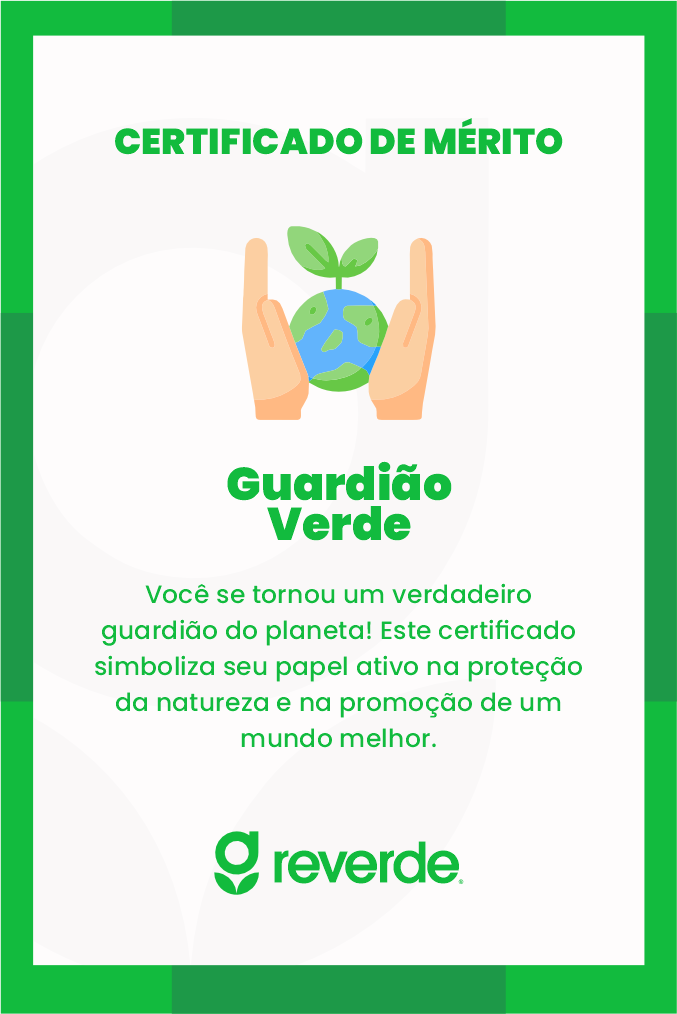 CERTIFICADO DE MÉRITO
Guardião
Verde
Você se tornou um verdadeiro
guardião do planeta! Este certificado
simboliza seu papel ativo na proteção
da natureza e na promoção de um
mundo melhor.
reverde®